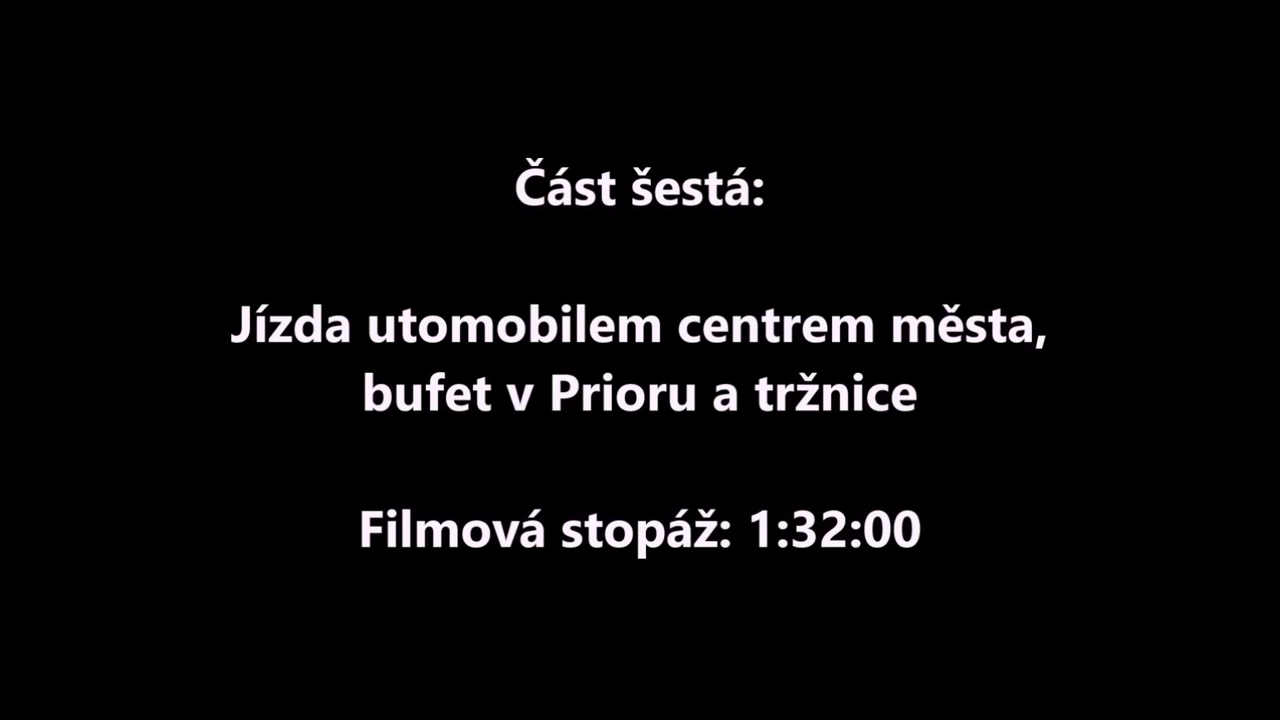 Část šestá:
Jízda utomobilem centrem města,
bufet v Prioru a tržnice
Filmová stopáž: 1:32:00